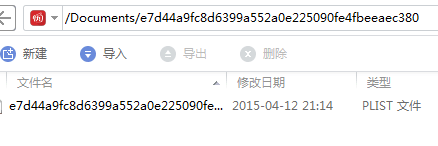 /Documents/e7d44a9fc8d6399a552a0e225090fe4fbeeaec380
新建 导入 导出 删除
文件名 修改日期 类型
e7d44a9fc8d6399a552a0e225090fe... 2015-04-12 21:14 PLIST 文件